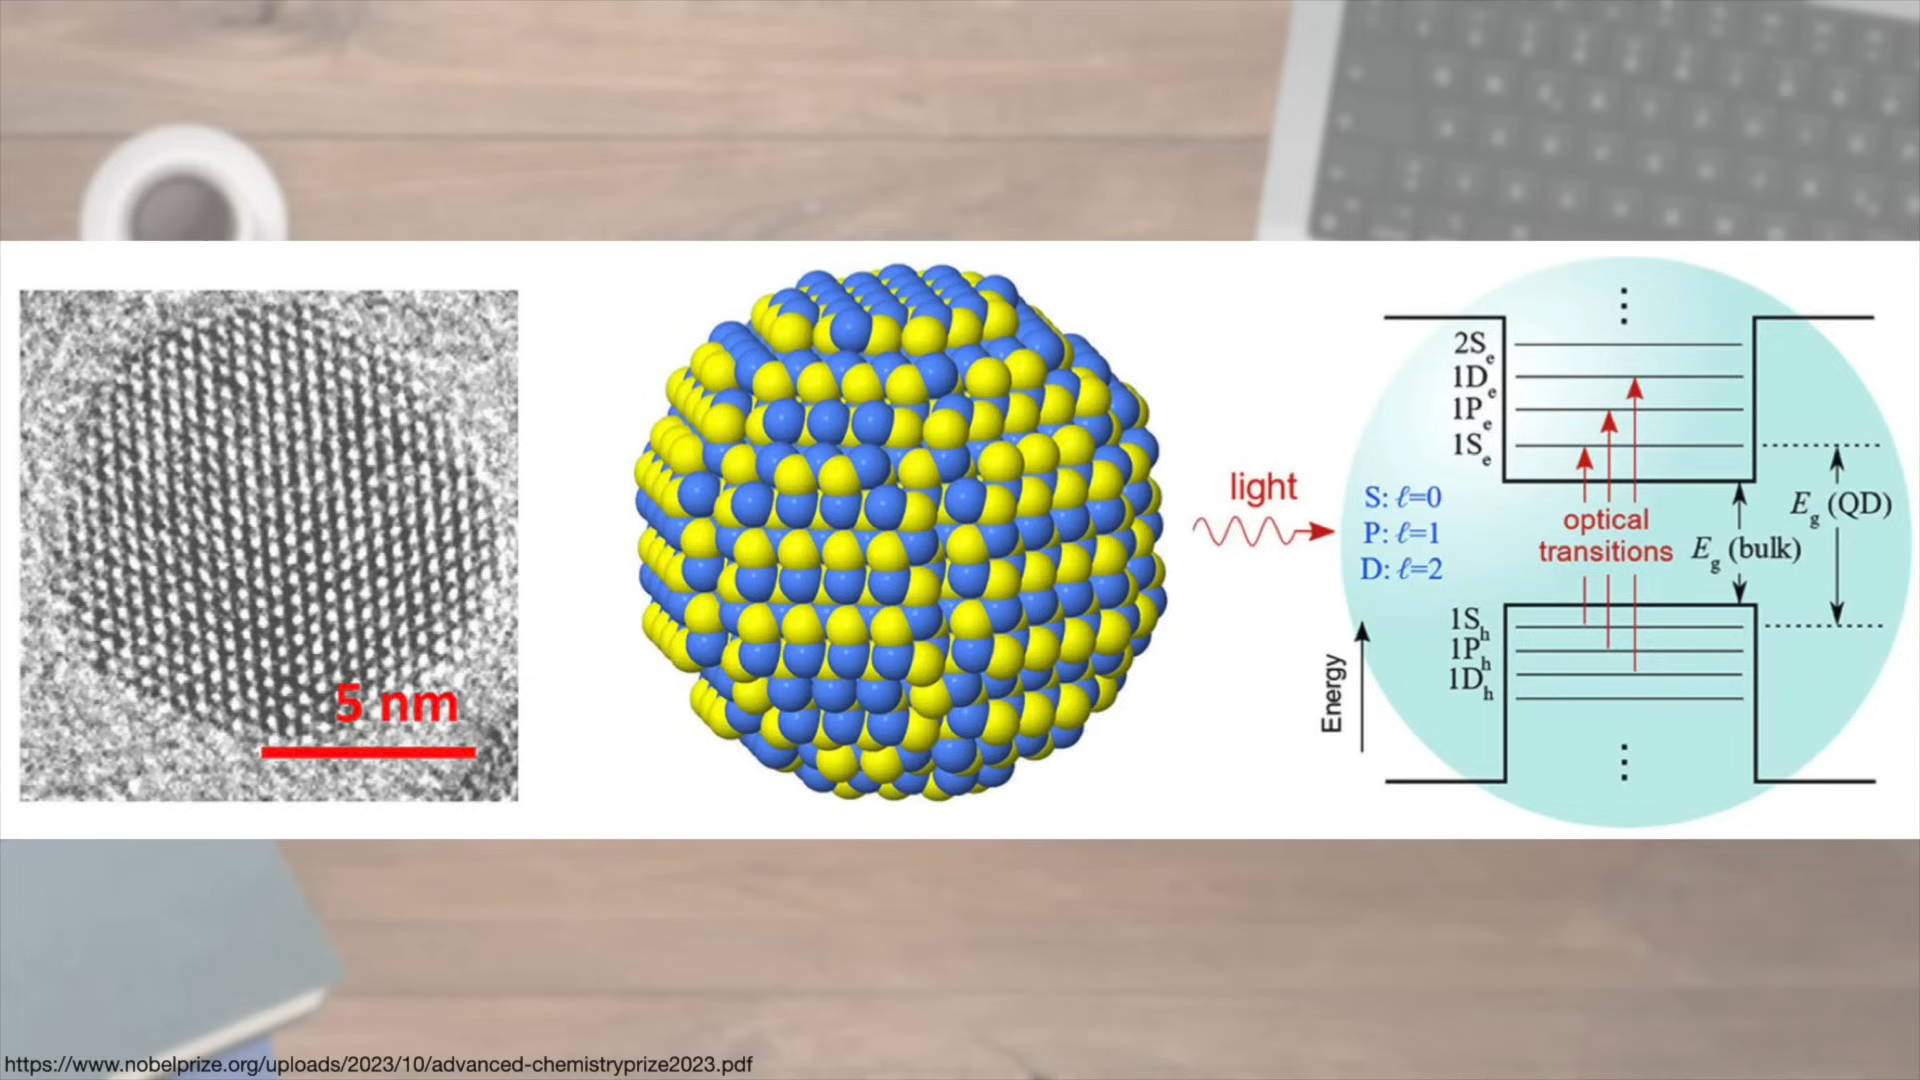 5 nm
light
S: ℓ=0
P: ℓ=1
D: ℓ=2
Energy
2Se
1De
1Pe
1Se
optical
transitions
Eg (bulk)
Eg (QD)
1Sh
1Ph
1Dh
https://www.nobelprize.org/uploads/2023/10/advanced-chemistryprize2023.pdf